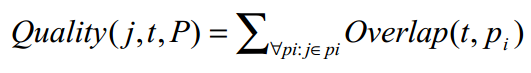 Quality(j,t,P) = ∑∀pi:j∈pi Overlap(t,pi)